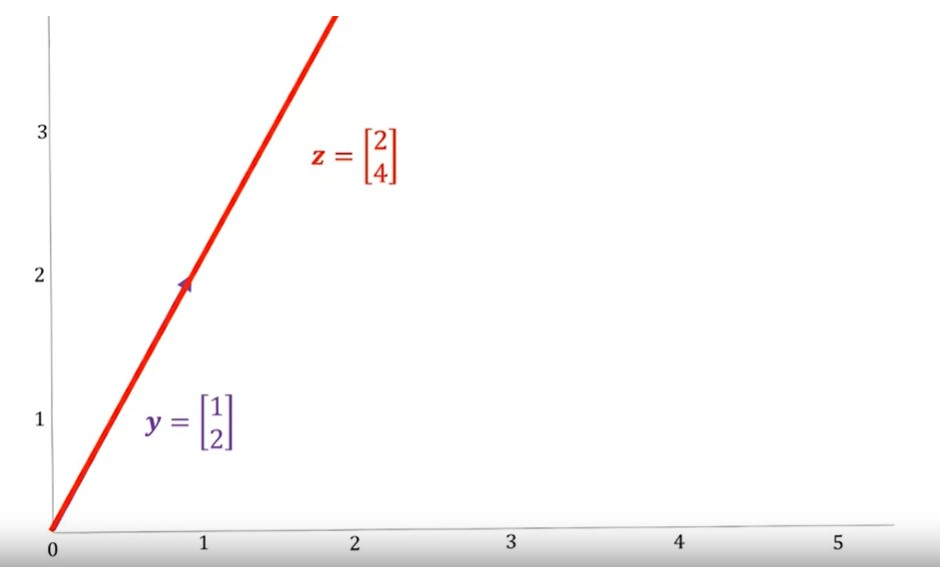 3
z = [2
4]
2
y = [1
2]
1
0 1 2 3 4 5